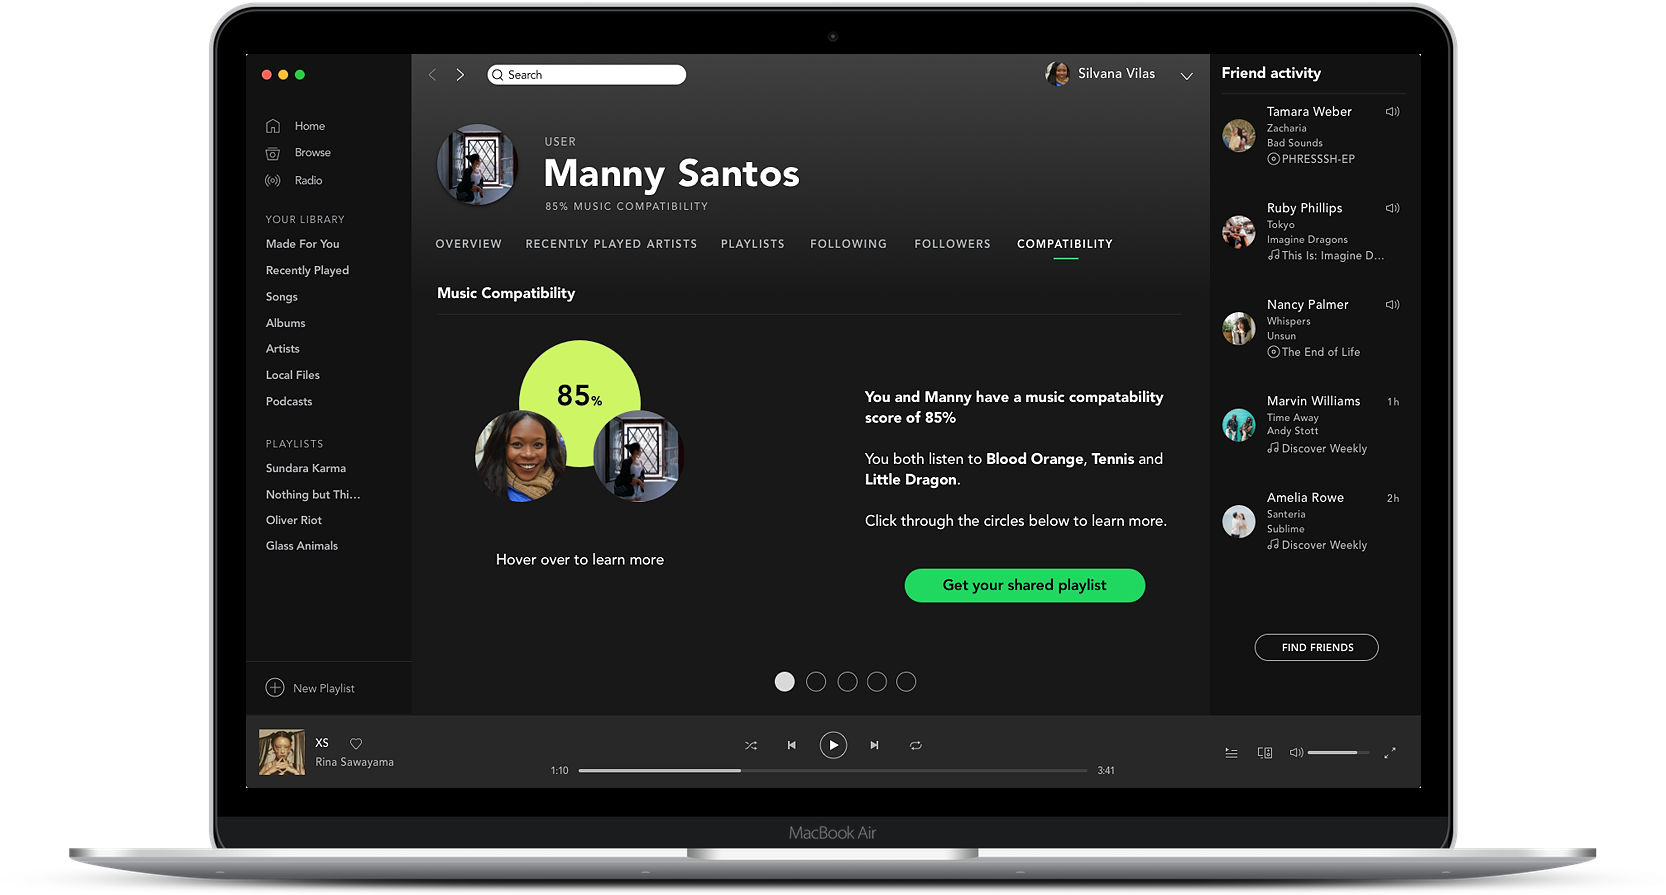 Search
Silvana Vilas
Home
Browse
Radio
YOUR LIBRARY
Made For You
Recently Played
Songs
Albums
Artists
Local Files
Podcasts
PLAYLISTS
Sundara Karma
Nothing but Thi...
Oliver Riot
Glass Animals
New Playlist
USER
Manny Santos
85% MUSIC COMPATIBILITY
OVERVIEW RECENTLY PLAYED ARTISTS PLAYLISTS FOLLOWING FOLLOWERS COMPATIBILITY
Music Compatibility
85%
Hover over to learn more
You and Manny have a music compatability
score of 85%
You both listen to Blood Orange, Tennis and
Little Dragon.
Click through the circles below to learn more.
Get your shared playlist
Friend activity
Tamara Weber
Zacharia
Bad Sounds
PHRESSSH-EP
Ruby Phillips
Tokyo
Imagine Dragons
This Is: Imagine D...
Nancy Palmer
Whispers
Unsun
The End of Life
Marvin Williams 1h
Time Away
Andy Stott
Discover Weekly
Amelia Rowe 2h
Santeria
Sublime
Discover Weekly
FIND FRIENDS
XS
Rina Sawayama
1:10 3:41
MacBook Air